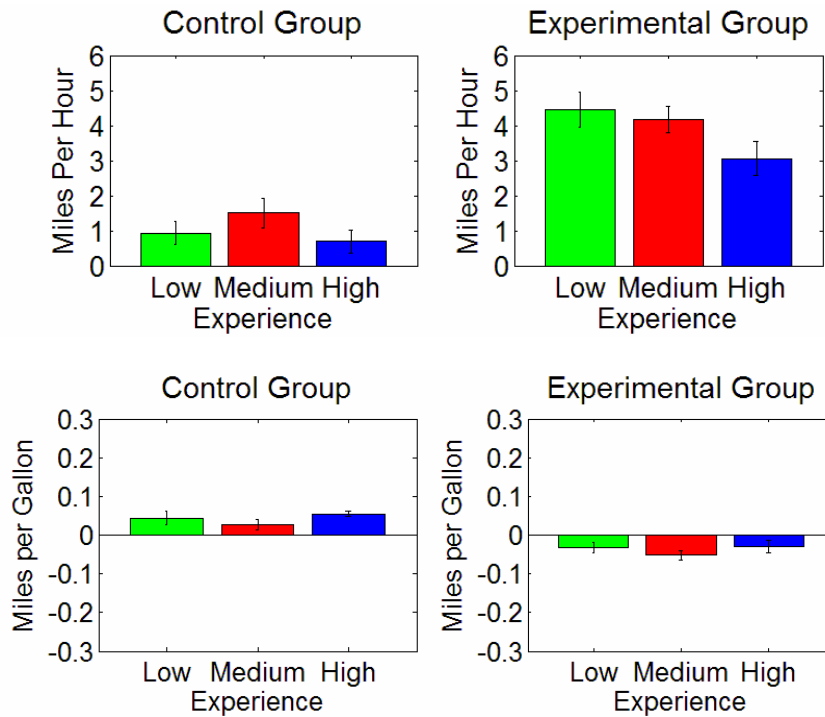 Control Group
Miles Per Hour
6
5
4
3
2
1
0
Low Medium High
Experience
Experimental Group
Miles Per Hour
6
5
4
3
2
1
0
Low Medium High
Experience
Control Group
Miles per Gallon
0.3
0.2
0.1
0
-0.1
-0.2
-0.3
Low Medium High
Experience
Experimental Group
Miles per Gallon
0.3
0.2
0.1
0
-0.1
-0.2
-0.3
Low Medium High
Experience